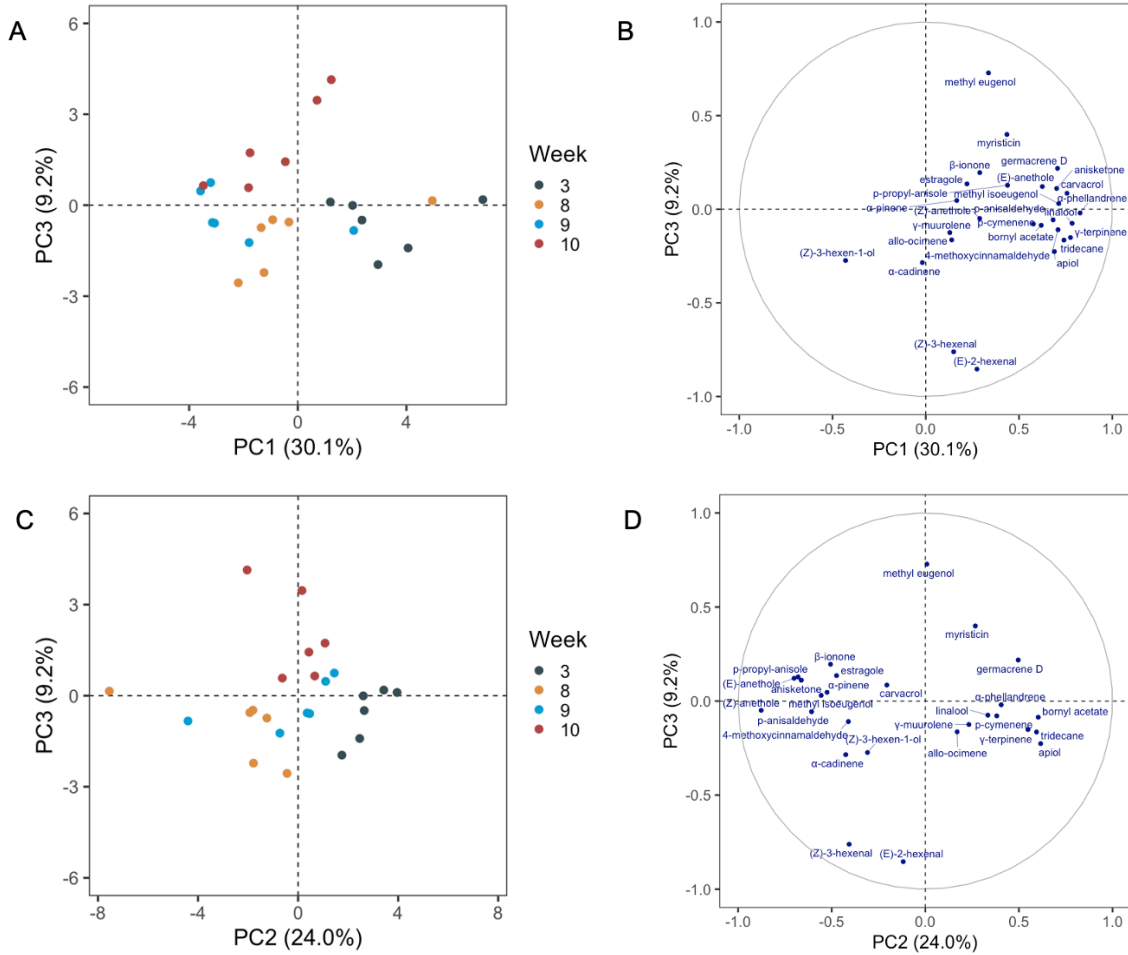 A
6
3
0
-3
-6
-4
0
4
PC3 (9.2%)
PC1 (30.1%)
Week
3
8
9
10
B
1.0
0.5
0.0
-0.5
-1.0
-1.0
-0.5
0.0
0.5
1.0
PC3 (9.2%)
PC1 (30.1%)
methyl eugenol
myristicin
germacrene D
β-ionone
anisketone
(E)-anethole
estragole
carvacrol
p-propyl-anisole
methyl isoeugenol
α-phellandrene
α-pinene
(Z)-anethole
p-anisaldehyde
linalool
γ-muurolene
p-cymenene
γ-terpinene
allo-ocimene
bornyl acetate
(Z)-3-hexen-1-ol
4-methoxycinnamaldehyde
tridecane
α-cadinene
apiol
(Z)-3-hexenal
(E)-2-hexenal
C
6
3
0
-3
-6
-8
-4
0
4
8
PC3 (9.2%)
PC2 (24.0%)
Week
3
8
9
10
D
1.0
0.5
0.0
-0.5
-1.0
-1.0
-0.5
0.0
0.5
1.0
PC3 (9.2%)
PC2 (24.0%)
methyl eugenol
myristicin
β-ionone
p-propyl-anisole
estragole
germacrene D
(E)-anethole
anisketone
α-pinene
carvacrol
α-phellandrene
(Z)-anethole
methyl isoeugenol
linalool
bornyl acetate
p-anisaldehyde
γ-muurolene
p-cymenene
4-methoxycinnamaldehyde
(Z)-3-hexen-1-ol
γ-terpinene
tridecane
allo-ocimene
α-cadinene
apiol
(Z)-3-hexenal
(E)-2-hexenal